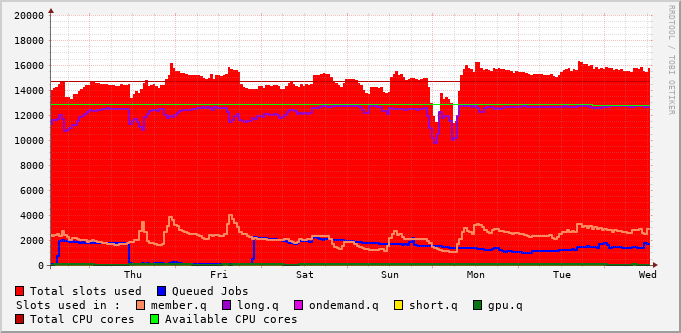 20000
18000
16000
14000
12000
10000
8000
6000
4000
2000
0
Thu Fri Sat Sun Mon Tue Wed
Total slots used Queued Jobs
Slots used in : member.q long.q ondemand.q short.q gpu.q
Total CPU cores Available CPU cores
RRDTOOL / TOBI OETIKER